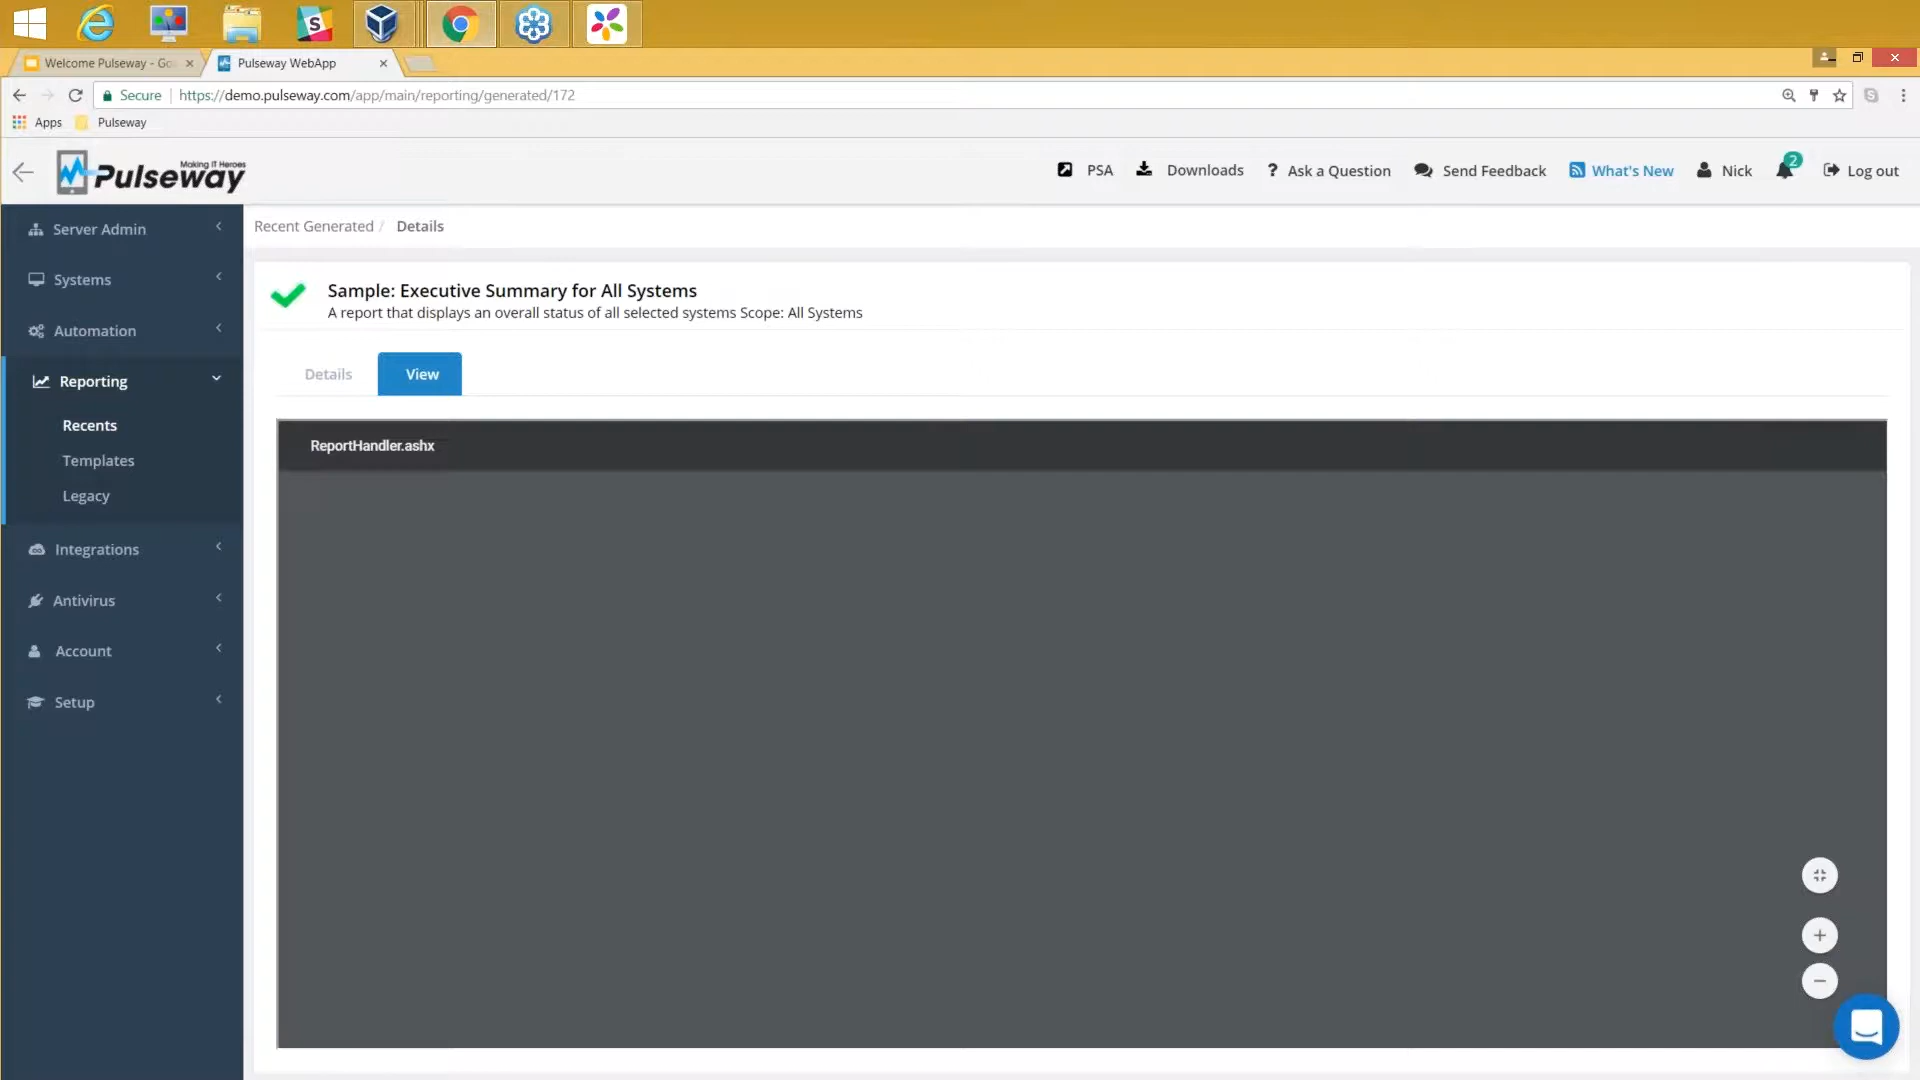 Welcome Pulseway - Go
Pulseway WebApp
Secure https://demo.pulseway.com/app/main/reporting/generated/172
Apps Pulseway
Making IT Heroes
Pulseway
PSA Downloads ? Ask a Question Send Feedback What's New Nick 2 Log out
Server Admin
Systems
Automation
Reporting
Recents
Templates
Legacy
Integrations
Antivirus
Account
Setup
Recent Generated / Details
Sample: Executive Summary for All Systems
A report that displays an overall status of all selected systems Scope: All Systems
Details View
ReportHandler.ashx